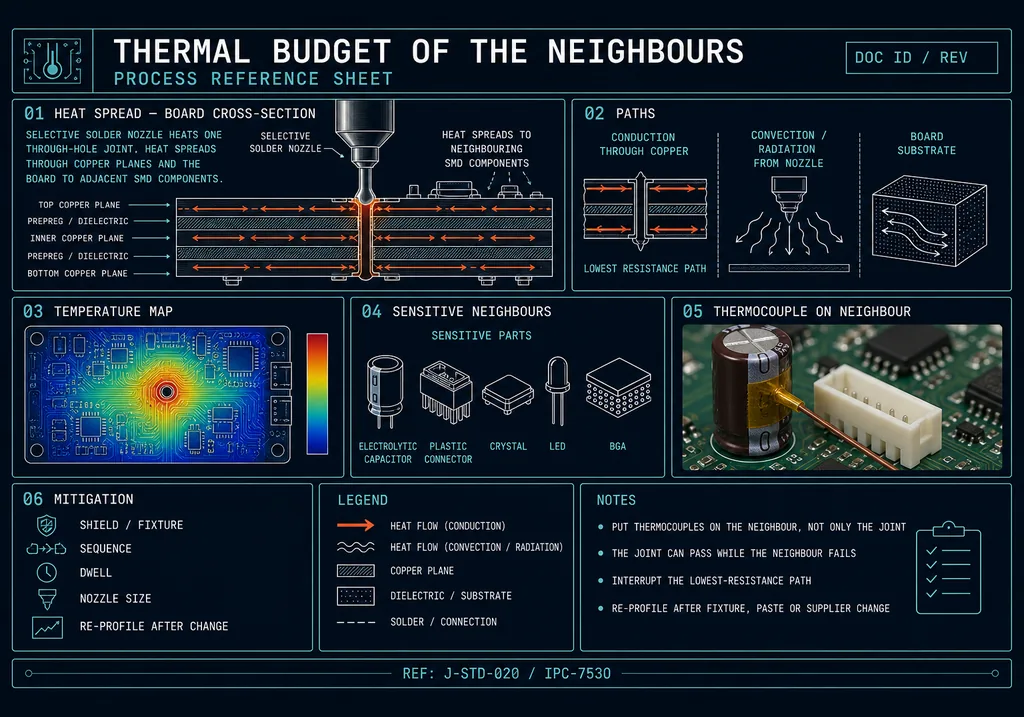 THERMAL BUDGET OF THE NEIGHBOURS
PROCESS REFERENCE SHEET
DOC ID / REV
01 HEAT SPREAD — BOARD CROSS-SECTION
SELECTIVE SOLDER NOZZLE HEATS ONE
THROUGH-HOLE JOINT, HEAT SPREADS
THROUGH COPPER PLANES AND THE
BOARD TO ADJACENT SMD COMPONENTS.
SELECTIVE
SOLDER NOZZLE
HEAT SPREADS TO
NEIGHBOURING
SMD COMPONENTS
TOP COPPER PLANE
PREPREG / DIELECTRIC
INNER COPPER PLANE
PREPREG / DIELECTRIC
BOTTOM COPPER PLANE
02 PATHS
CONDUCTION
THROUGH COPPER
LOWEST RESISTANCE PATH
CONVECTION /
RADIATION
FROM NOZZLE
BOARD
SUBSTRATE
03 TEMPERATURE MAP
04 SENSITIVE NEIGHBOURS
SENSITIVE PARTS
ELECTROLYTIC
CAPACITOR
PLASTIC
CONNECTOR
CRYSTAL
LED
BGA
05 THERMOCOUPLE ON NEIGHBOUR
06 MITIGATION
SHIELD / FIXTURE
SEQUENCE
DWELL
NOZZLE SIZE
RE-PROFILE AFTER CHANGE
LEGEND
HEAT FLOW (CONDUCTION)
HEAT FLOW (CONVECTION / RADIATION)
COPPER PLANE
DIELECTRIC / SUBSTRATE
SOLDER / CONNECTION
NOTES
• PUT THERMOCOUPLES ON THE NEIGHBOUR, NOT ONLY THE JOINT
• THE JOINT CAN PASS WHILE THE NEIGHBOUR FAILS
• INTERRUPT THE LOWEST-RESISTANCE PATH
• RE-PROFILE AFTER FIXTURE, PASTE OR SUPPLIER CHANGE
REF: J-STD-020 / IPC-7530